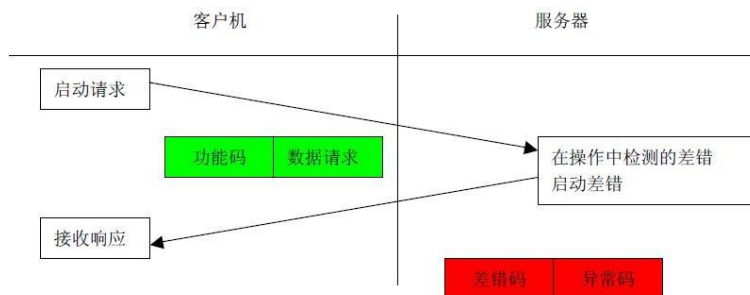 客户机
服务器
启动请求
功能码
数据请求
在操作中检测的差错
启动差错
接收响应
差错码
异常码